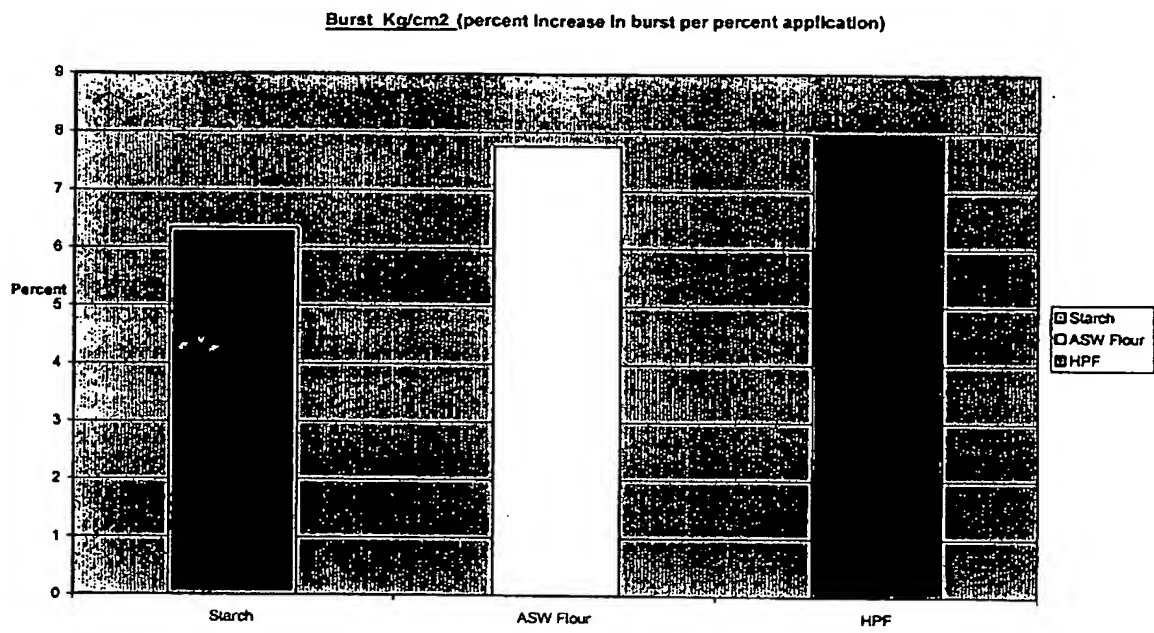 Burst Kg/cm2 (percent increase in burst per percent application)
9
8
7
6
Percent
5
4
3
2
1
0
Starch
ASW Flour
HPF
Starch
ASW Flour
HPF